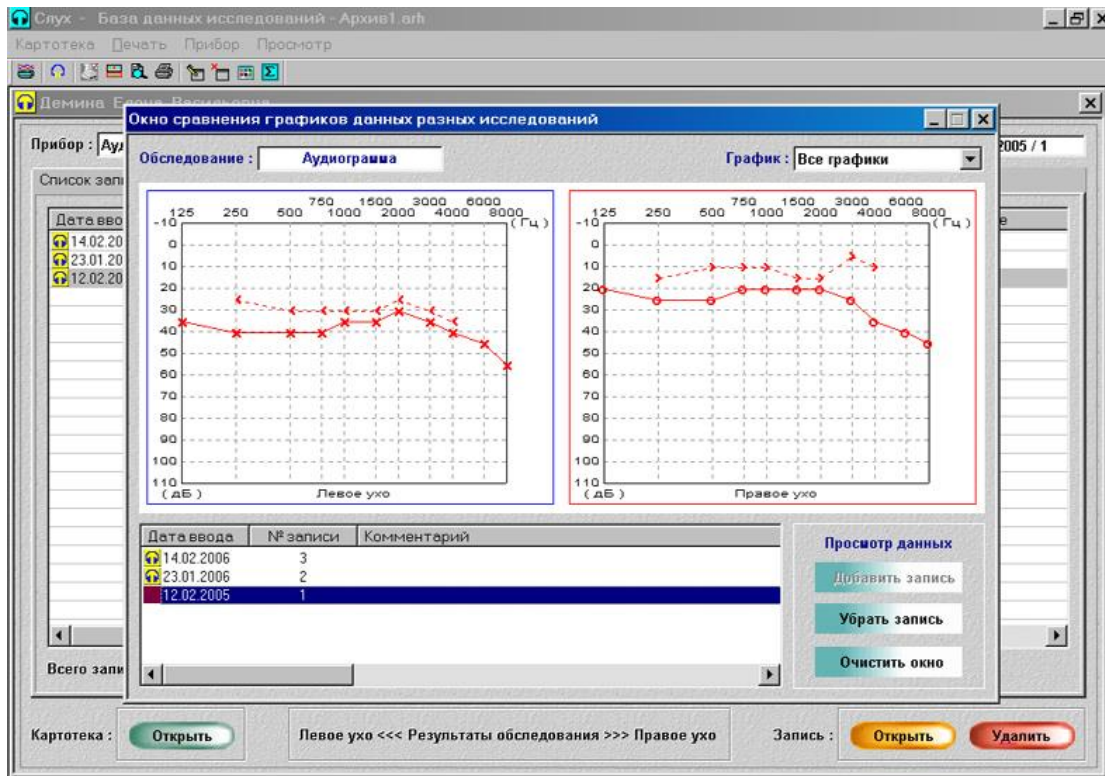 Слух - База данных исследований - Архив1.arh
Картотека Печать Прибор Просмотр
Демина Елена Васильевна
Окно сравнения графиков данных разных исследований
Прибор : Ауд
2005 / 1
Обследование : Аудиограмма
График : Все графики
Список запи
Дата вво
е
14.02.20
23.01.20
12.02.20
125 250 500 750 1000 1500 2000 3000 4000 6000 8000
(Гц)
-10
0
10
20
30
40
50
60
70
80
90
100
110
(дБ)
Левое ухо
125 250 500 750 1000 1500 2000 3000 4000 6000 8000
(Гц)
-10
0
10
20
30
40
50
60
70
80
90
100
110
(дБ)
Правое ухо
Дата ввода № записи Комментарий
14.02.2006 3
23.01.2006 2
12.02.2005 1
Просмотр данных
Добавить запись
Убрать запись
Очистить окно
Всего запи
Картотека : Открыть
Левое ухо <<< Результаты обследования >>> Правое ухо
Запись : Открыть Удалить